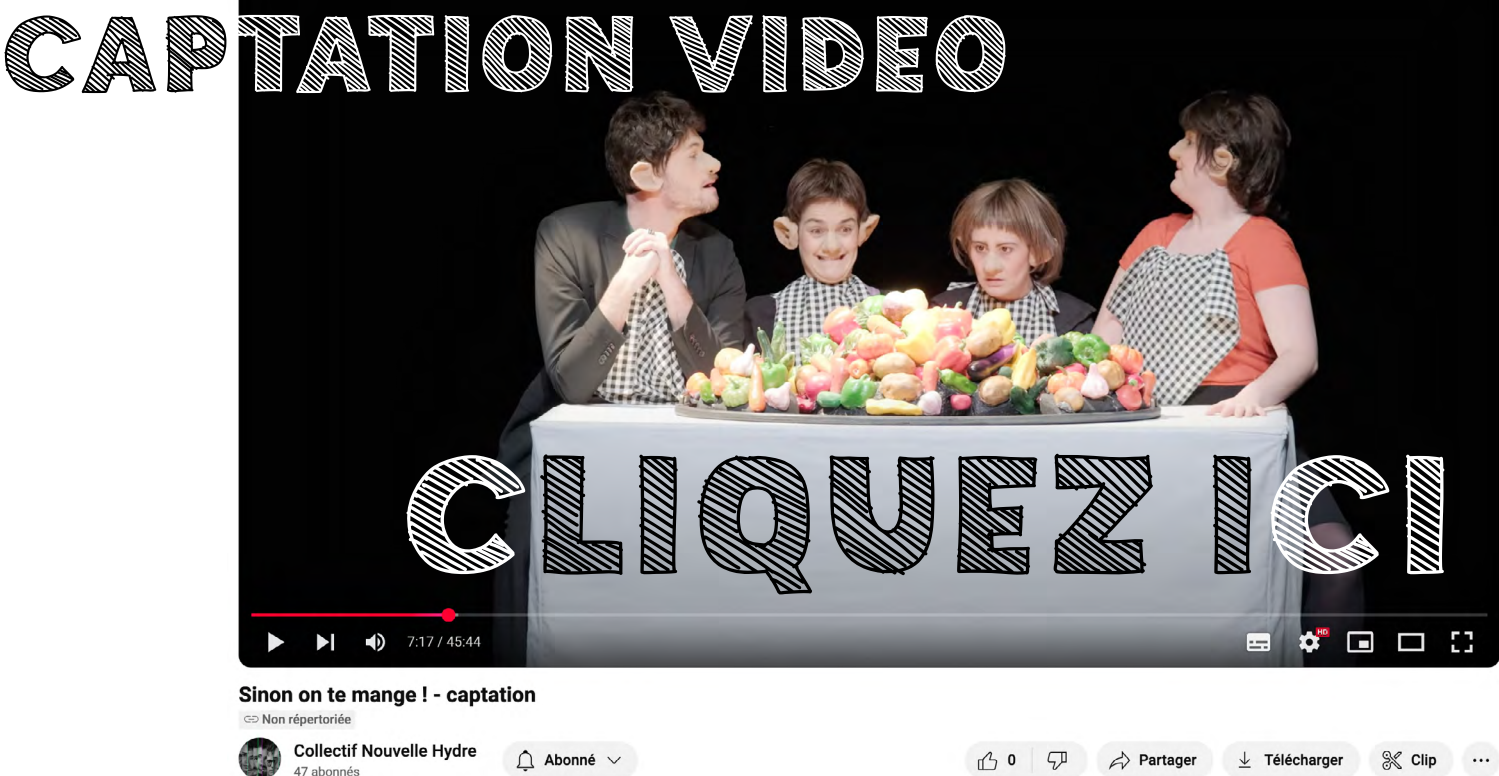 CAPTATION VIDEO
CLIQUEZ ICI
7:17 / 45:44
HD
Sinon on te mange ! - captation
Non répertoriée
Collectif Nouvelle Hydre
47 abonnés
Abonné
0
Partager
Télécharger
Clip